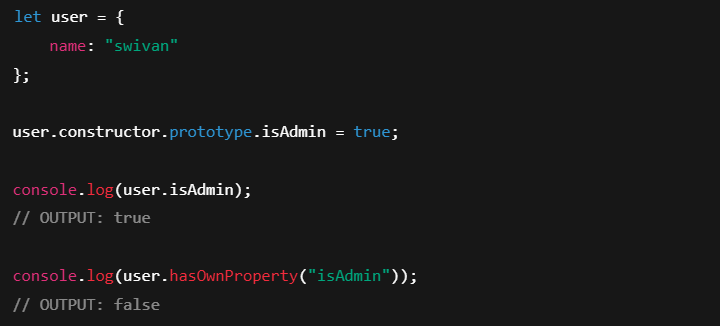 let user = {
    name: "swivan"
};

user.constructor.prototype.isAdmin = true;

console.log(user.isAdmin);
// OUTPUT: true

console.log(user.hasOwnProperty("isAdmin"));
// OUTPUT: false